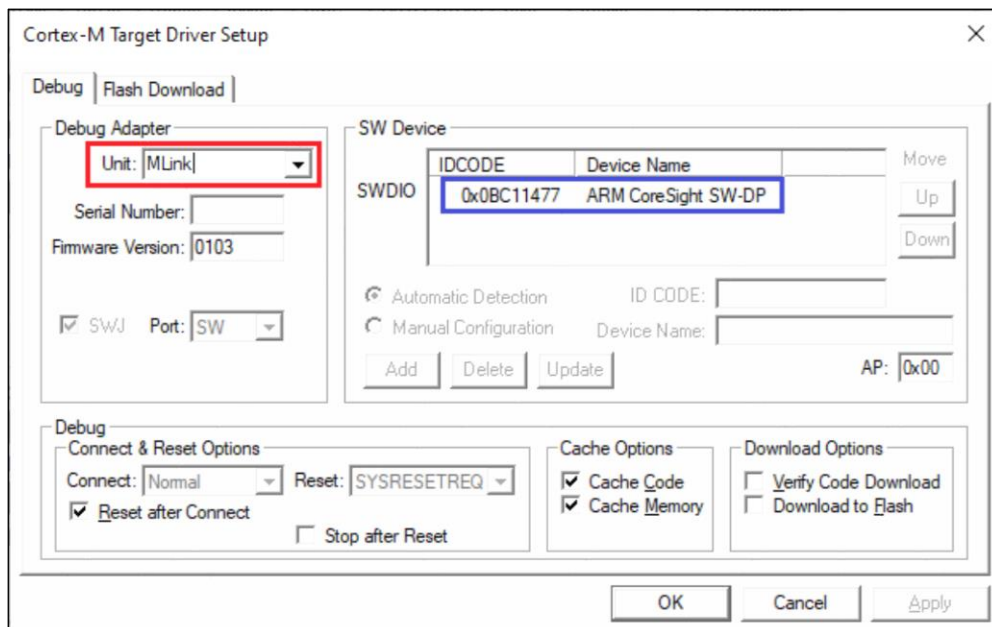 Cortex-M Target Driver Setup
Debug
Flash Download
Debug Adapter
Unit: MLink
Serial Number:
Firmware Version: 0103
SWJ Port: SW
SW Device
IDCODE Device Name
SWDIO 0x0BC11477 ARM CoreSight SW-DP
Move
Up
Down
Automatic Detection ID CODE:
Manual Configuration Device Name:
Add Delete Update AP: 0x00
Debug
Connect & Reset Options
Connect: Normal Reset: SYSRESETREQ
Reset after Connect
Stop after Reset
Cache Options
Cache Code
Cache Memory
Download Options
Verify Code Download
Download to Flash
OK Cancel Apply